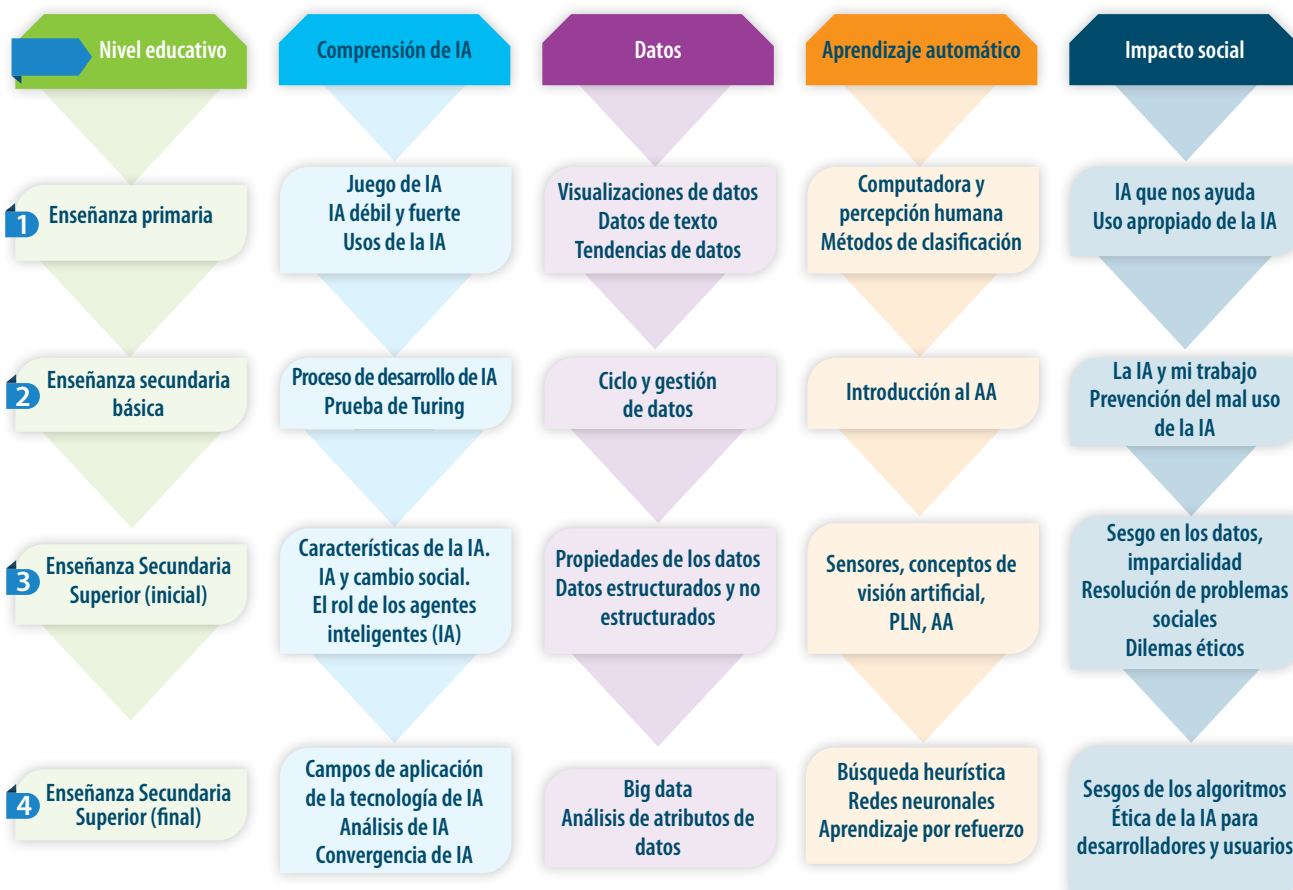 Nivel educativo
Comprensión de IA
Datos
Aprendizaje automático
Impacto social
1
Enseñanza primaria
Juego de IA
IA débil y fuerte
Usos de la IA
Visualizaciones de datos
Datos de texto
Tendencias de datos
Computadora y
percepción humana
Métodos de clasificación
IA que nos ayuda
Uso apropiado de la IA
2
Enseñanza secundaria
básica
Proceso de desarrollo de IA
Prueba de Turing
Ciclo y gestión
de datos
Introducción al AA
La IA y mi trabajo
Prevención del mal uso
de la IA
3
Enseñanza Secundaria
Superior (inicial)
Características de la IA.
IA y cambio social.
El rol de los agentes
inteligentes (IA)
Propiedades de los datos
Datos estructurados y no
estructurados
Sensores, conceptos de
visión artificial,
PLN, AA
Sesgo en los datos,
imparcialidad
Resolución de problemas
sociales
Dilemas éticos
4
Enseñanza Secundaria
Superior (final)
Campos de aplicación
de la tecnología de IA
Análisis de IA
Convergencia de IA
Big data
Análisis de atributos de
datos
Búsqueda heurística
Redes neuronales
Aprendizaje por refuerzo
Sesgos de los algoritmos
Ética de la IA para
desarrolladores y usuarios